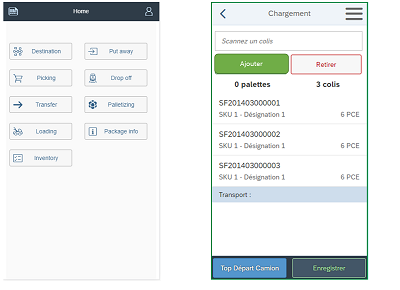 Home
Destination
Put away
Picking
Drop off
Transfer
Palletizing
Loading
Package info
Inventory
Chargement
Scannez un colis
Ajouter
Retirer
0 palettes
3 colis
SF201403000001
SKU 1 - Désignation 1
6 PCE
SF201403000002
SKU 1 - Désignation 1
6 PCE
SF201403000003
SKU 1 - Désignation 1
6 PCE
Transport :
Top Départ Camion
Enregistrer